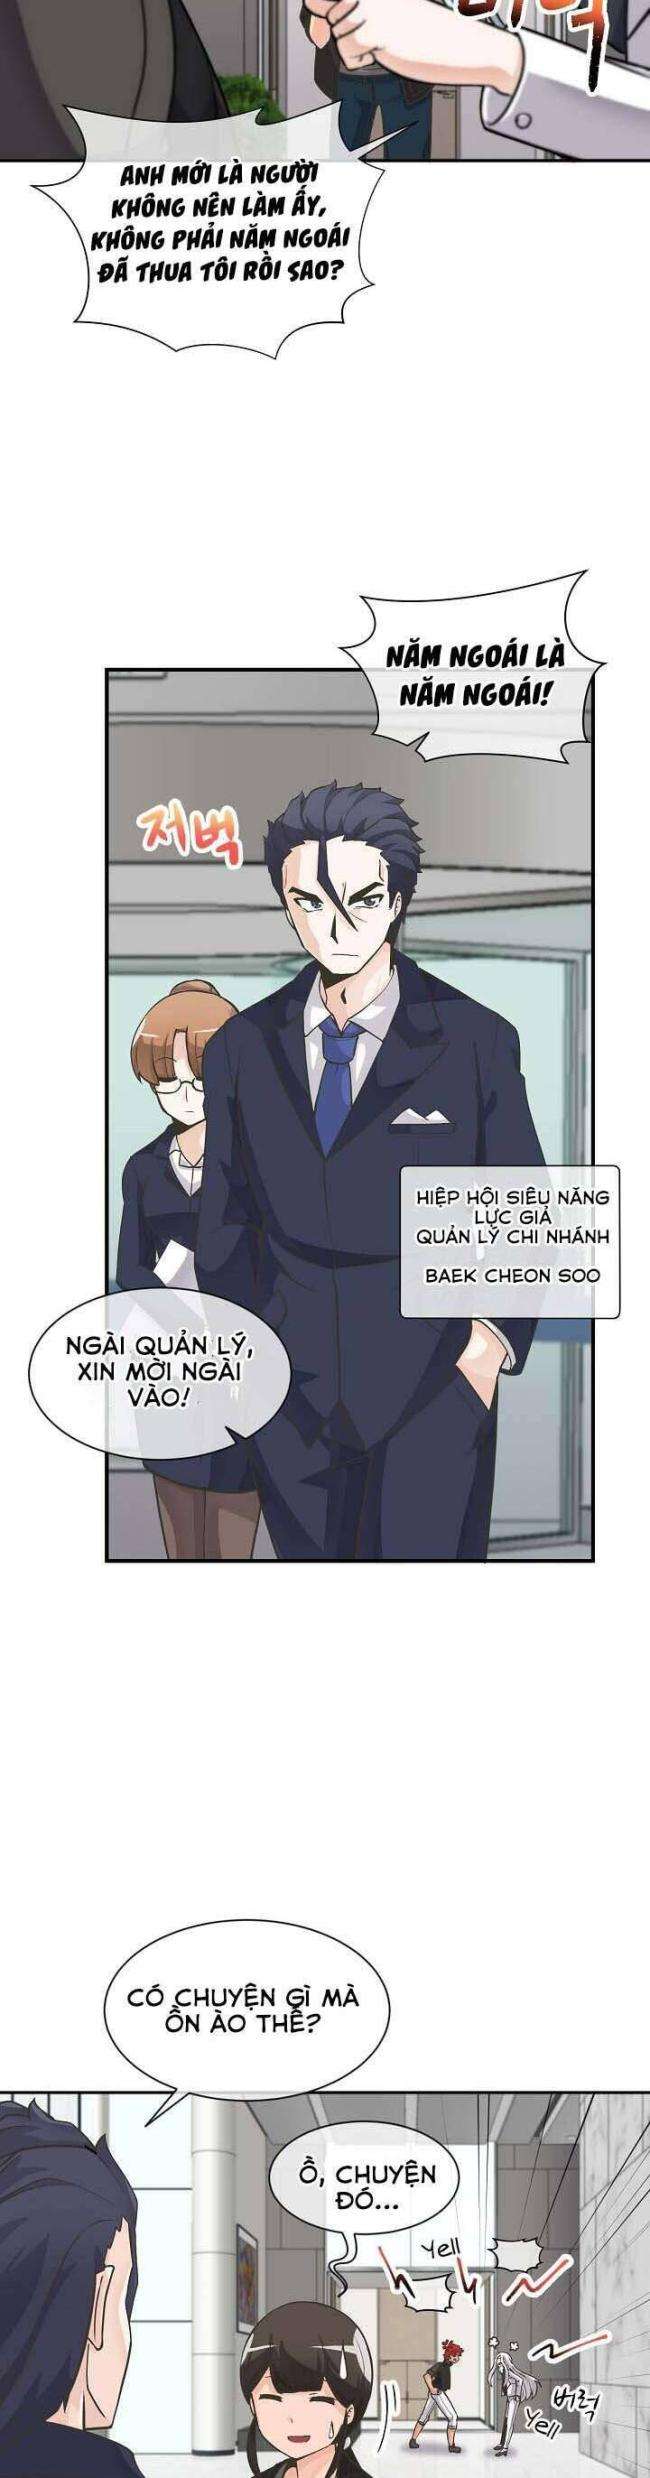 버럭
ANH MỚI LÀ NGƯỜI
KHÔNG NÊN LÀM ẤY,
KHÔNG PHẢI NĂM NGOÁI
ĐÃ THUA TÔI RỒI SAO?
NĂM NGOÁI LÀ
NĂM NGOÁI!
저벅
HIỆP HỘI SIÊU NĂNG
LỰC GIẢ
QUẢN LÝ CHI NHÁNH
BAEK CHEON SOO
NGÀI QUẢN LÝ,
XIN MỜI NGÀI
VÀO!
CÓ CHUYỆN GÌ MÀ
ỒN ÀO THẾ?
Ồ, CHUYỆN
ĐÓ...
Yell
버럭
Yell